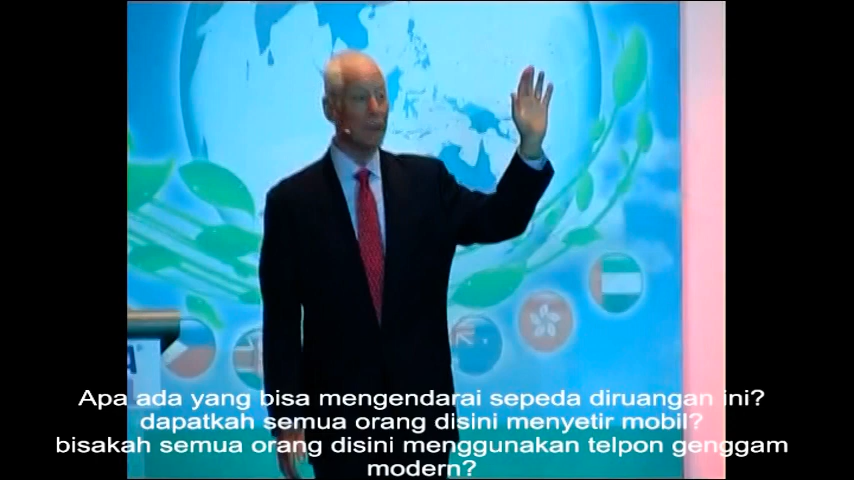 Apa ada yang bisa mengendarai sepeda diruangan ini?
dapatkah semua orang disini menyetir mobil?
bisakah semua orang disini menggunakan telpon genggam
modern?